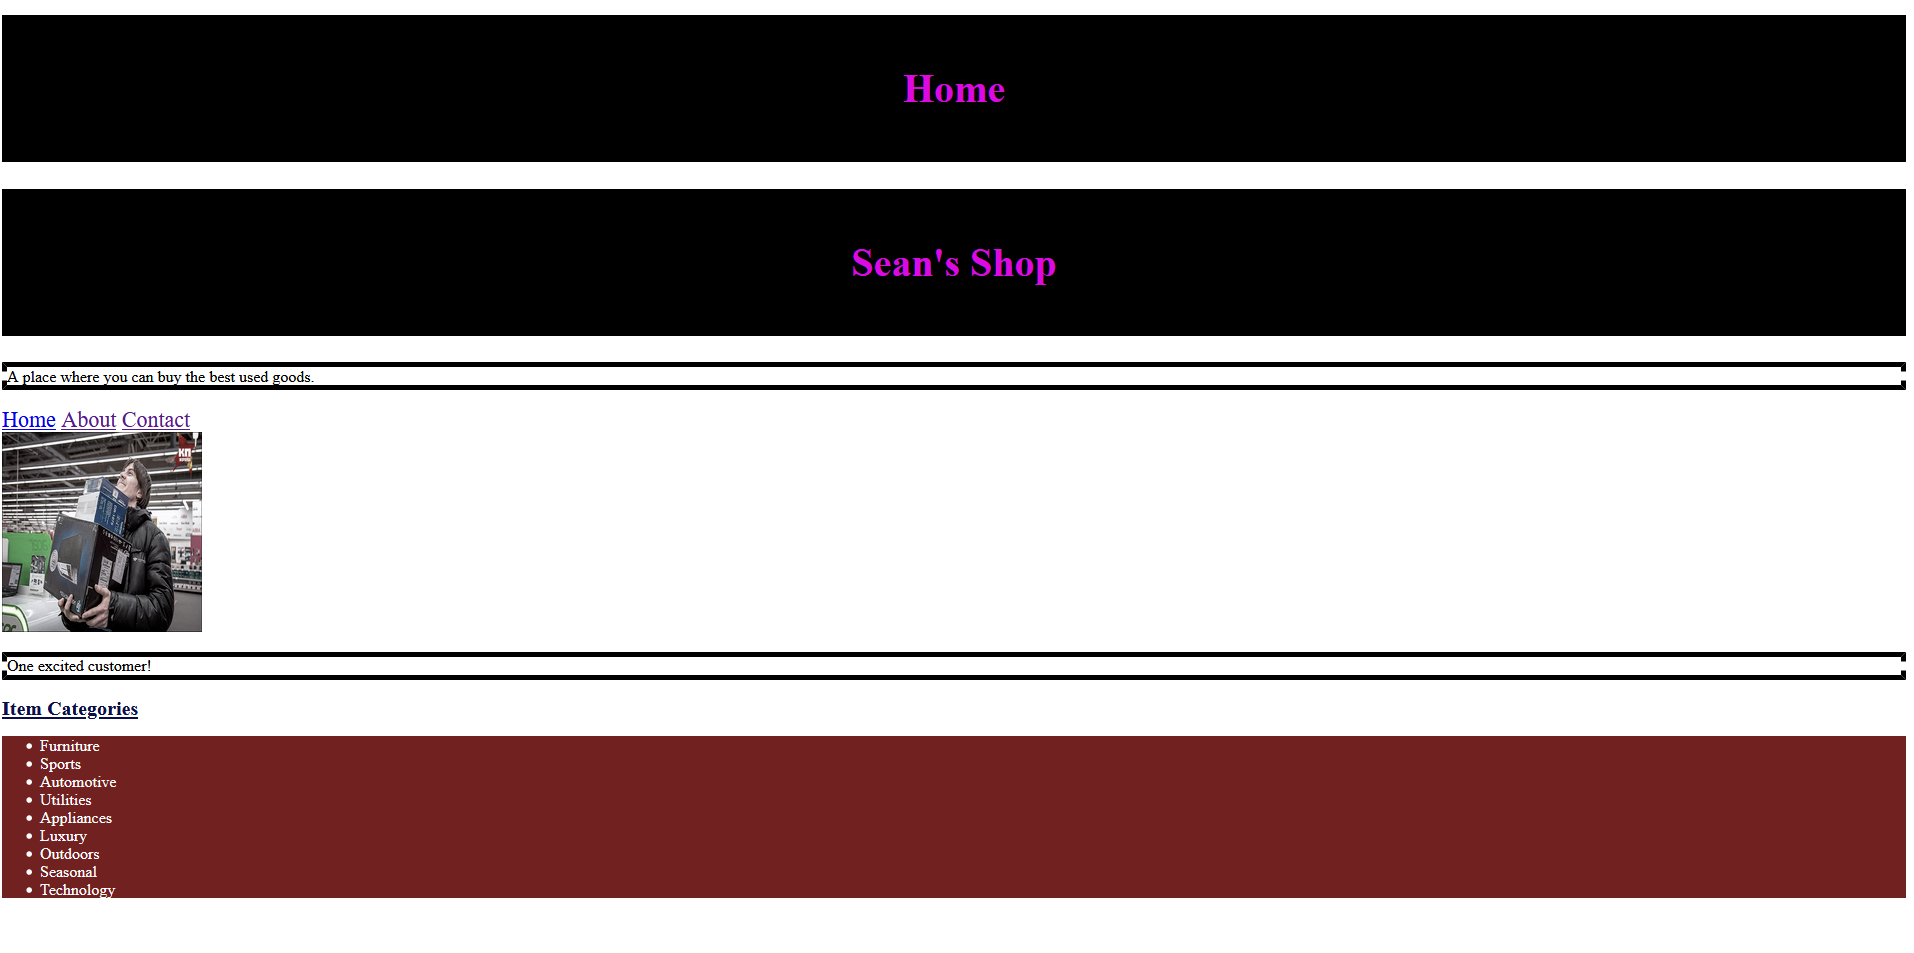 Home
Sean's Shop
A place where you can buy the best used goods.
Home About Contact
КП
One excited customer!
Item Categories
Furniture
Sports
Automotive
Utilities
Appliances
Luxury
Outdoors
Seasonal
Technology